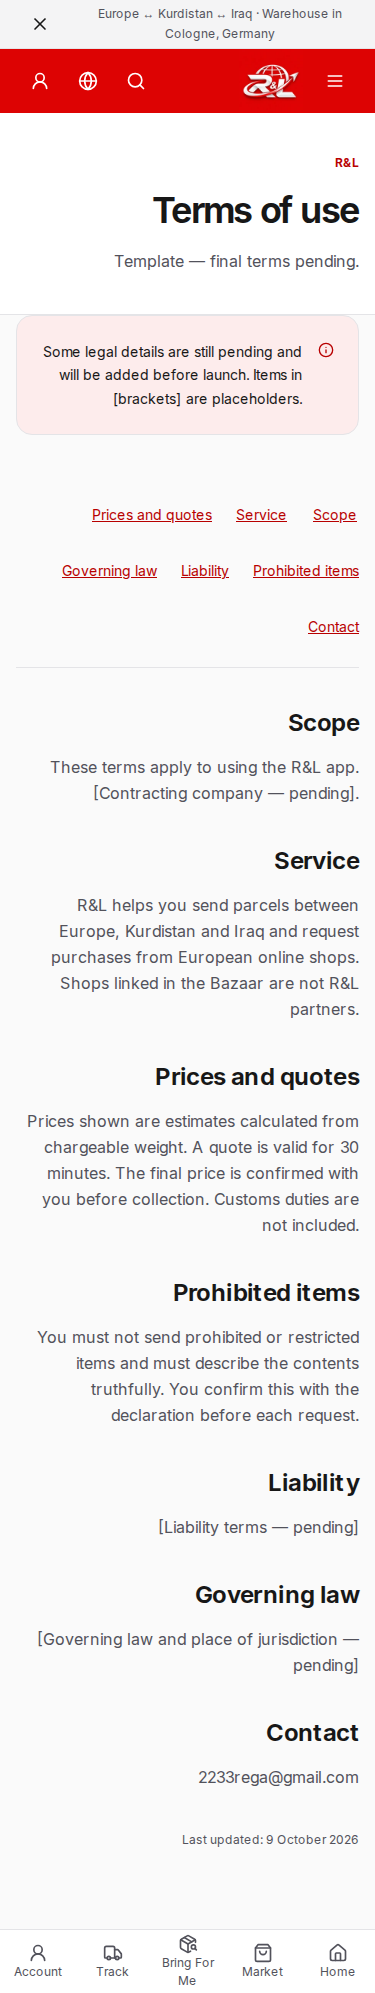 Europe ↔ Kurdistan ↔ Iraq · Warehouse in
Cologne, Germany
R&L
R&L
Terms of use
Template — final terms pending.
Some legal details are still pending and
will be added before launch. Items in
[brackets] are placeholders.
Prices and quotes Service Scope
Governing law Liability Prohibited items
Contact
Scope
These terms apply to using the R&L app.
[Contracting company — pending].
Service
R&L helps you send parcels between
Europe, Kurdistan and Iraq and request
purchases from European online shops.
Shops linked in the Bazaar are not R&L
partners.
Prices and quotes
Prices shown are estimates calculated from
chargeable weight. A quote is valid for 30
minutes. The final price is confirmed with
you before collection. Customs duties are
not included.
Prohibited items
You must not send prohibited or restricted
items and must describe the contents
truthfully. You confirm this with the
declaration before each request.
Liability
[Liability terms — pending]
Governing law
[Governing law and place of jurisdiction —
pending]
Contact
2233rega@gmail.com
Last updated: 9 October 2026
Account Track Bring For Me Market Home